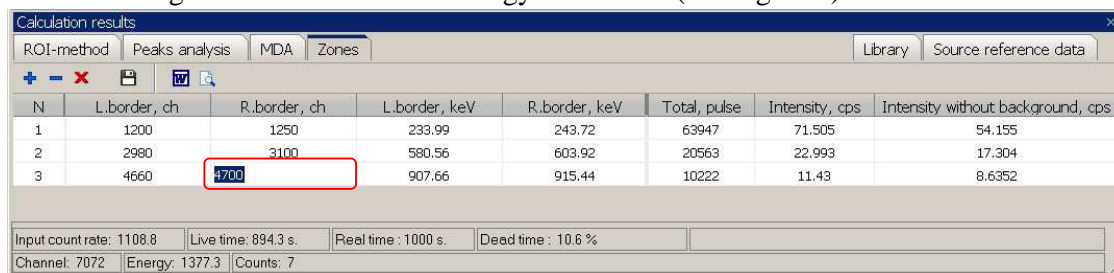 Calculation results
ROI-method Peaks analysis MDA Zones Library Source reference data
N L.border, ch R.border, ch L.border, keV R.border, keV Total, pulse Intensity, cps Intensity without background, cps
1 1200 1250 233.99 243.72 63947 71.505 54.155
2 2980 3100 580.56 603.92 20563 22.993 17.304
3 4660 4700 907.66 915.44 10222 11.43 8.6352
Input count rate: 1108.8 Live time: 894.3 s. Real time : 1000 s. Dead time : 10.6 %
Channel: 7072 Energy: 1377.3 Counts: 7